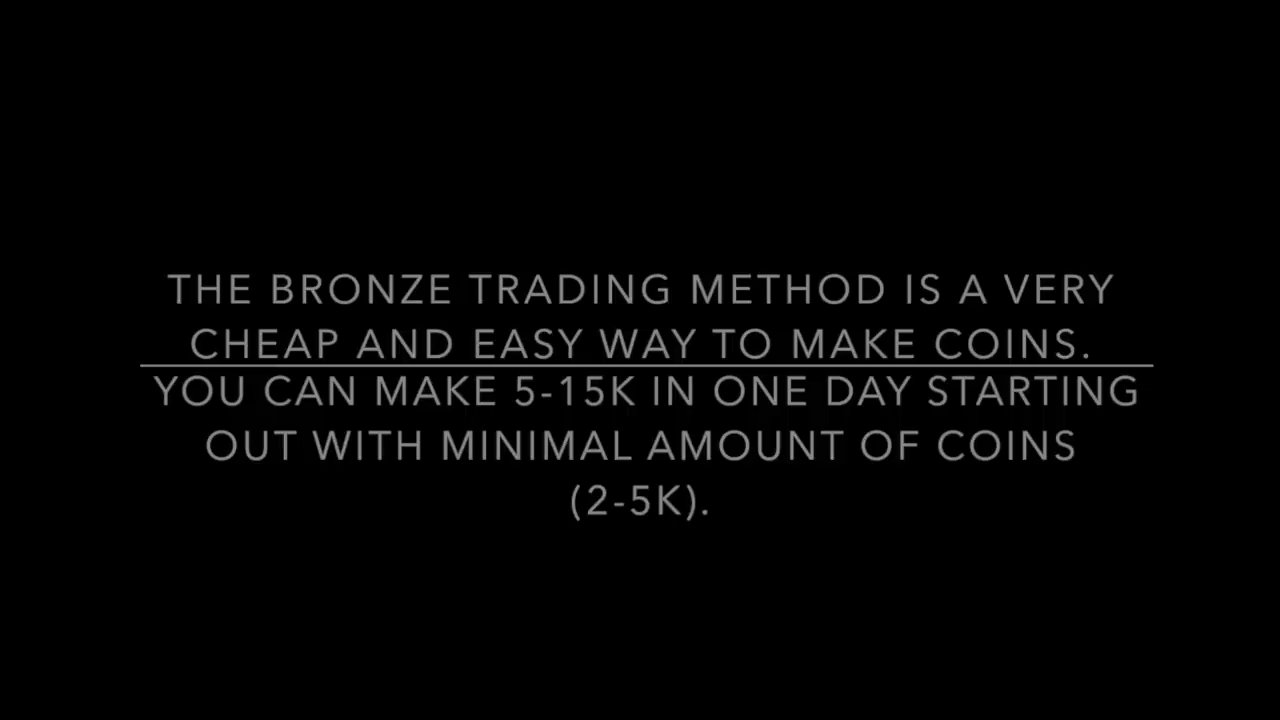 THE BRONZE TRADING METHOD IS A VERY
CHEAP AND EASY WAY TO MAKE COINS.
YOU CAN MAKE 5-15K IN ONE DAY STARTING
OUT WITH MINIMAL AMOUNT OF COINS
(2-5K).